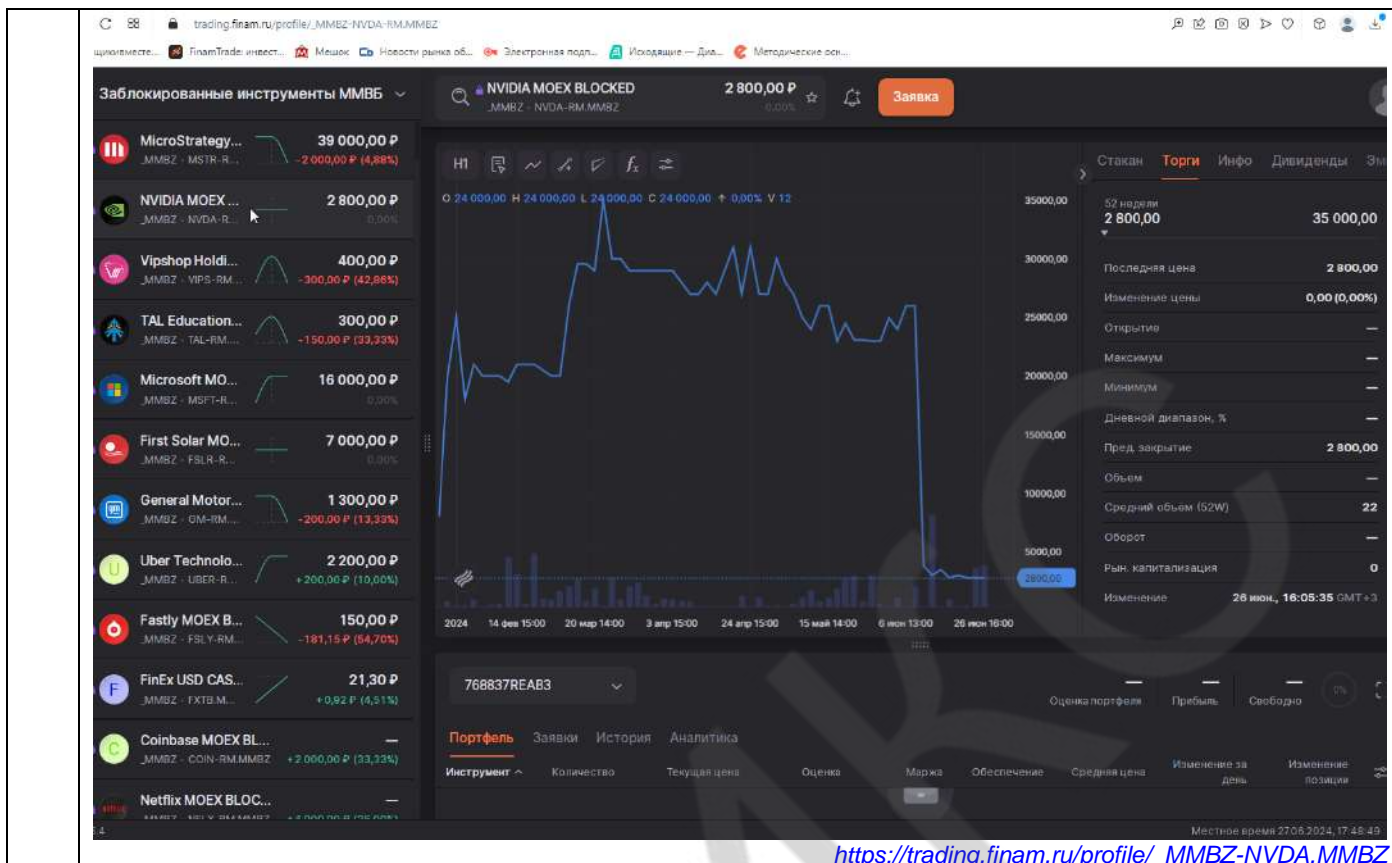 trading.finam.ru/profile/_MMBZ-NVDA-RM.MMBZ
FinamTrade: инвест... Мешок Новости рынка об... Электронная подп... Исходящие — Диа... Методические осн...
Заблокированные инструменты ММВБ
NVIDIA MOEX BLOCKED 2 800,00 ₽
_MMBZ - NVDA-RM.MMBZ 0,00%
Заявка
MicroStrategy... 39 000,00 ₽
_MMBZ - MSTR-R... -2 000,00 ₽ (4,88%)
NVIDIA MOEX ... 2 800,00 ₽
_MMBZ - NVDA-R... 0,00%
Vipshop Holdi... 400,00 ₽
_MMBZ - VIPS-RM... -300,00 ₽ (42,86%)
TAL Education... 300,00 ₽
_MMBZ - TAL-RM.... -150,00 ₽ (33,33%)
Microsoft MO... 16 000,00 ₽
_MMBZ - MSFT-R... 0,00%
First Solar MO... 7 000,00 ₽
_MMBZ - FSLR-R... 0,00%
General Motor... 1 300,00 ₽
_MMBZ - GM-RM.... -200,00 ₽ (13,33%)
Uber Technolo... 2 200,00 ₽
_MMBZ - UBER-R... +200,00 ₽ (10,00%)
Fastly MOEX B... 150,00 ₽
_MMBZ - FSLY-RM... -181,15 ₽ (54,70%)
FinEx USD CAS... 21,30 ₽
_MMBZ - FXTB.M... +0,92 ₽ (4,51%)
Coinbase MOEX BL... —
_MMBZ - COIN-RM.MMBZ +2 000,00 ₽ (33,33%)
Netflix MOEX BLOC... —
H1
O 24 000,00 H 24 000,00 L 24 000,00 C 24 000,00 ↑ 0,00% V 12
35000,00
30000,00
25000,00
20000,00
15000,00
10000,00
5000,00
2800,00
2024 14 фев 15:00 20 мар 14:00 3 апр 15:00 24 апр 15:00 15 май 14:00 6 июн 13:00 26 июн 16:00
Стакан Торги Инфо Дивиденды Эм
52 недели
2 800,00 35 000,00
Последняя цена 2 800,00
Изменение цены 0,00 (0,00%)
Открытие —
Максимум —
Минимум —
Дневной диапазон, % —
Пред. закрытие 2 800,00
Объем —
Средний объём (52W) 22
Оборот —
Рын. капитализация 0
Изменение 26 июн., 16:05:35 GMT+3
768837REAB3
— — — 0%
Оценка портфеля Прибыль Свободно
Портфель Заявки История Аналитика
Инструмент Количество Текущая цена Оценка Маржа Обеспечение Средняя цена Изменение за день Изменение позиции
Местное время 27.06.2024, 17:48:49
https://trading.finam.ru/profile/_MMBZ-NVDA.MMBZ
МКС